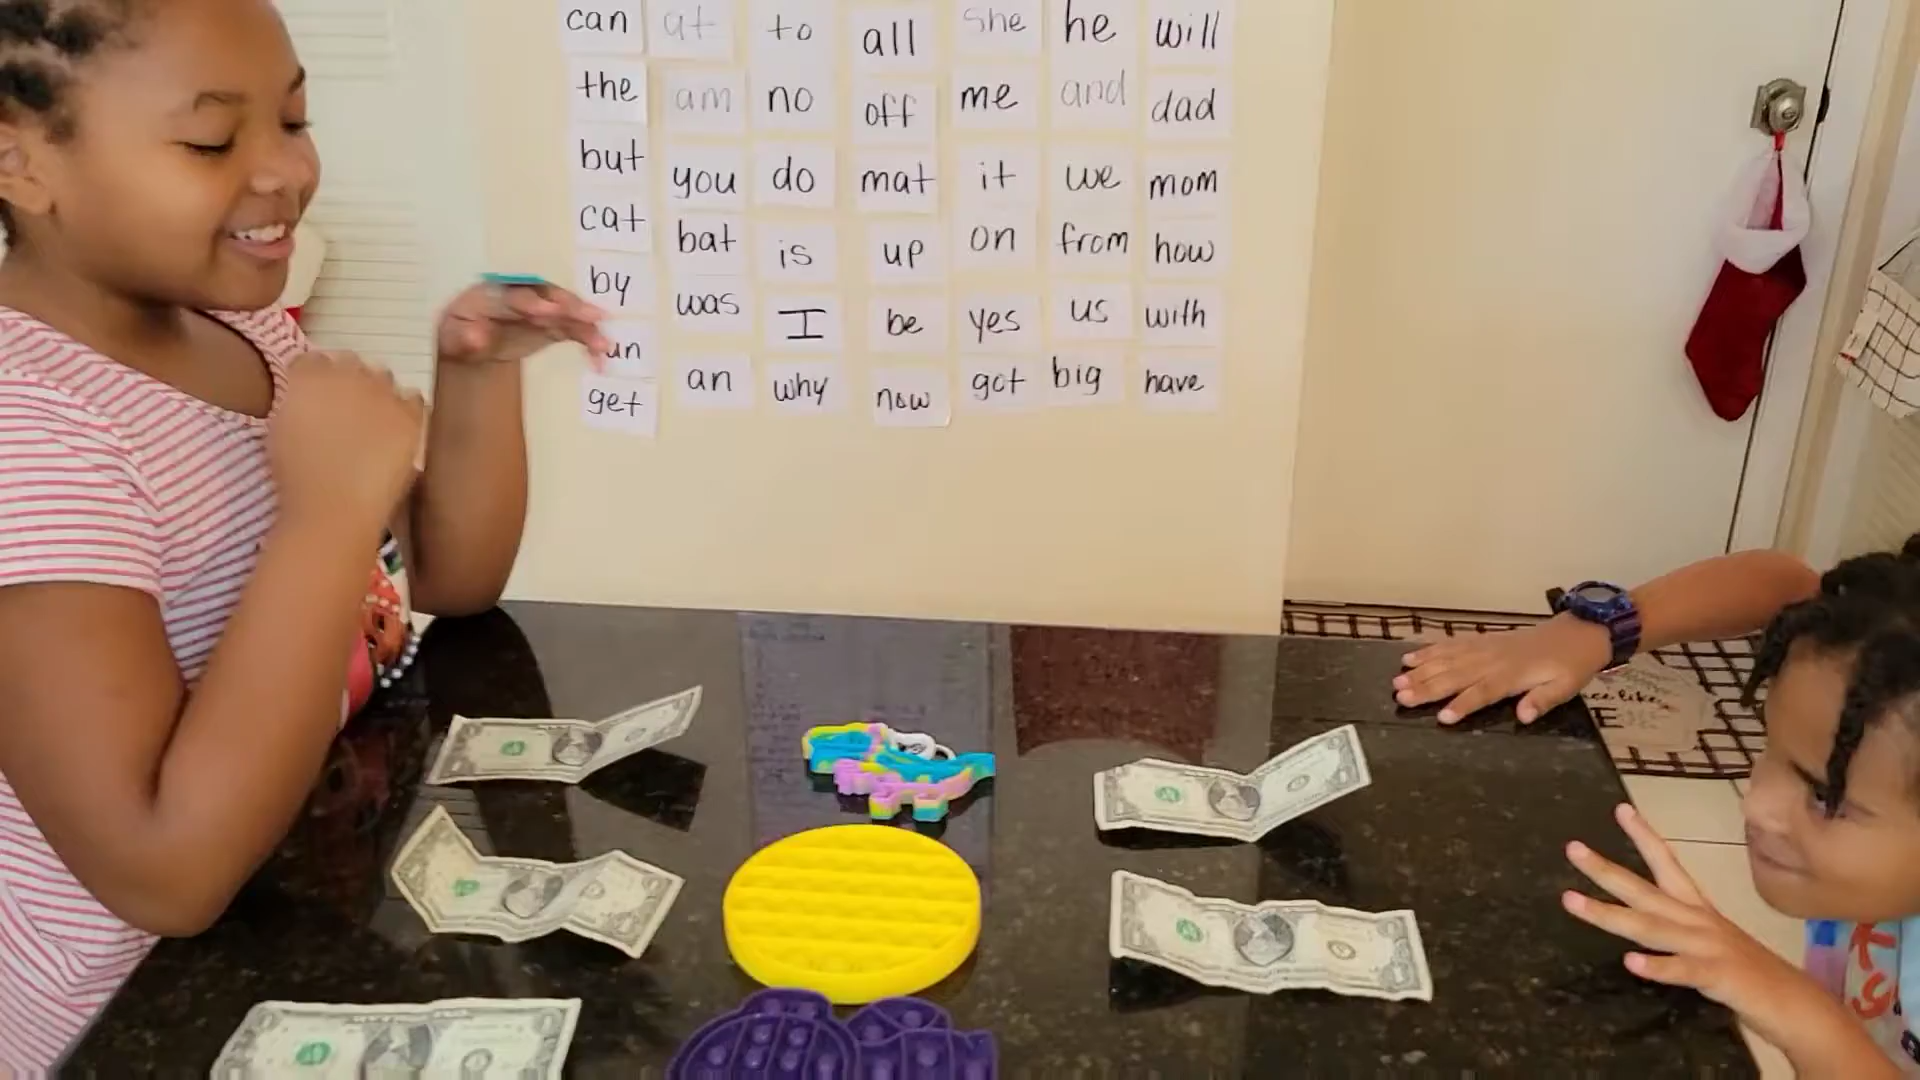 can at to all she he will
the am no off me and dad
but you do mat it we mom
cat bat is up on from how
by was I be yes us with
un an why now got big have
get